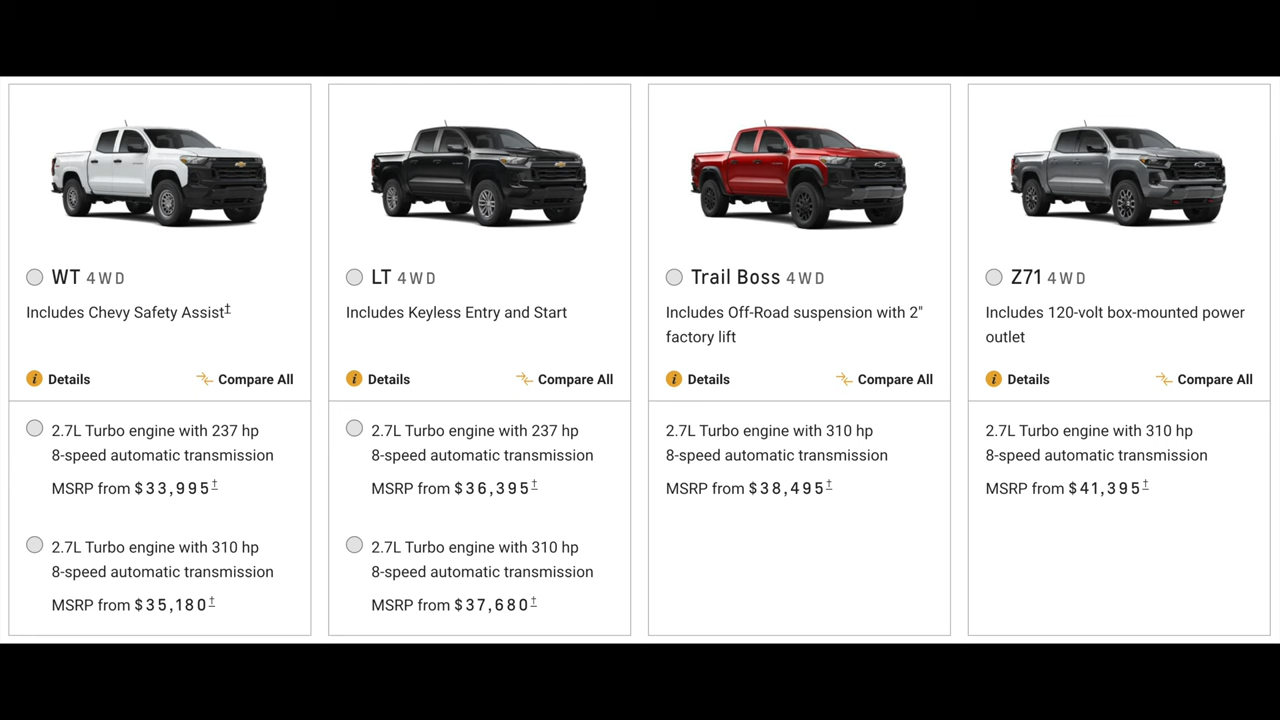 WT 4WD
Includes Chevy Safety Assist‡
i Details
Compare All
2.7L Turbo engine with 237 hp
8-speed automatic transmission
MSRP from $33,995†
2.7L Turbo engine with 310 hp
8-speed automatic transmission
MSRP from $35,180†
LT 4WD
Includes Keyless Entry and Start
i Details
Compare All
2.7L Turbo engine with 237 hp
8-speed automatic transmission
MSRP from $36,395†
2.7L Turbo engine with 310 hp
8-speed automatic transmission
MSRP from $37,680†
Trail Boss 4WD
Includes Off-Road suspension with 2"
factory lift
i Details
Compare All
2.7L Turbo engine with 310 hp
8-speed automatic transmission
MSRP from $38,495†
Z71 4WD
Includes 120-volt box-mounted power
outlet
i Details
Compare All
2.7L Turbo engine with 310 hp
8-speed automatic transmission
MSRP from $41,395†